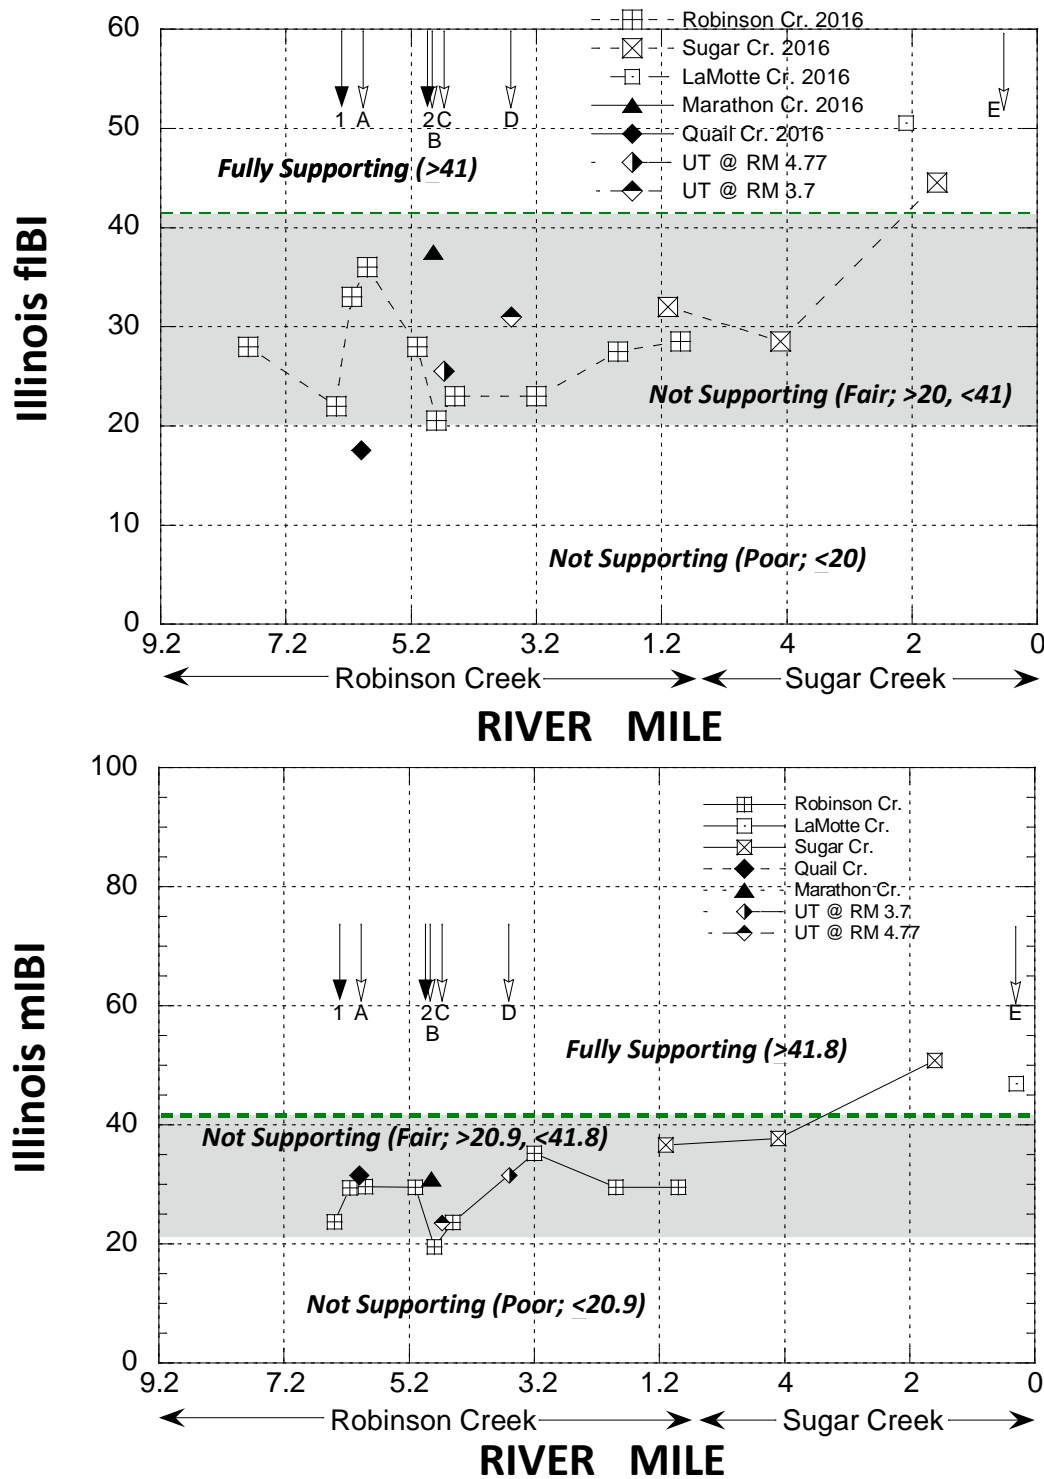 60
50
40
30
20
10
0
Illinois fIBI
Robinson Cr. 2016
Sugar Cr. 2016
LaMotte Cr. 2016
Marathon Cr. 2016
Quail Cr. 2016
UT @ RM 4.77
UT @ RM 3.7
1 A 2 C D E
B
Fully Supporting (>41)
Not Supporting (Fair; >20, <41)
Not Supporting (Poor; <20)
9.2 7.2 5.2 3.2 1.2 4 2 0
Robinson Creek Sugar Creek
RIVER MILE
100
80
60
40
20
0
Illinois mIBI
Robinson Cr.
LaMotte Cr.
Sugar Cr.
Quail Cr.
Marathon Cr.
UT @ RM 3.7
UT @ RM 4.77
1 A 2 C D E
B
Fully Supporting (>41.8)
Not Supporting (Fair; >20.9, <41.8)
Not Supporting (Poor; <20.9)
9.2 7.2 5.2 3.2 1.2 4 2 0
Robinson Creek Sugar Creek
RIVER MILE